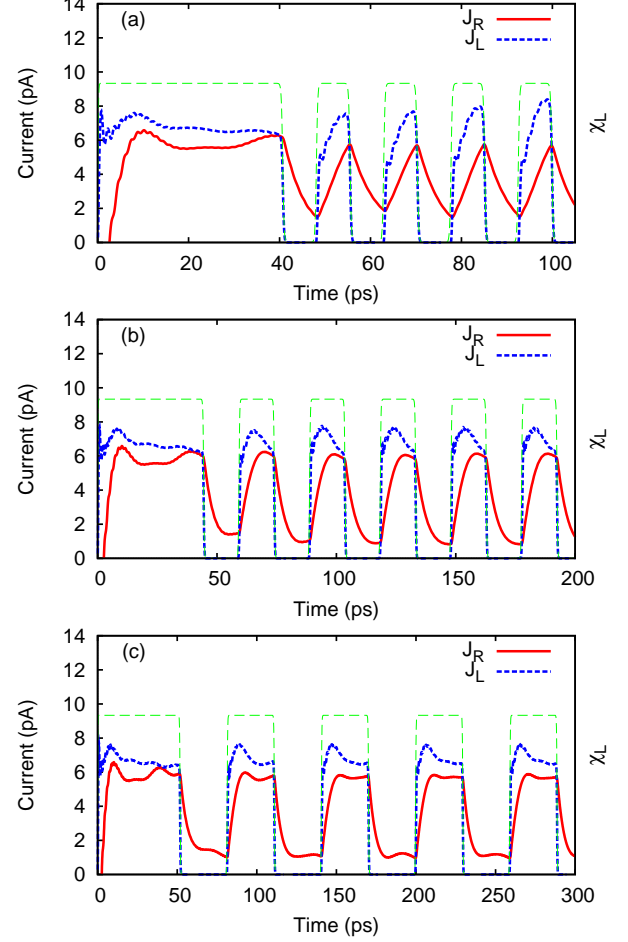 (a)
J_R
J_L
14
12
10
8
6
4
2
0
Current (pA)
χ_L
0 20 40 60 80 100
Time (ps)
(b)
J_R
J_L
14
12
10
8
6
4
2
0
Current (pA)
χ_L
0 50 100 150 200
Time (ps)
(c)
J_R
J_L
14
12
10
8
6
4
2
0
Current (pA)
χ_L
0 50 100 150 200 250 300
Time (ps)